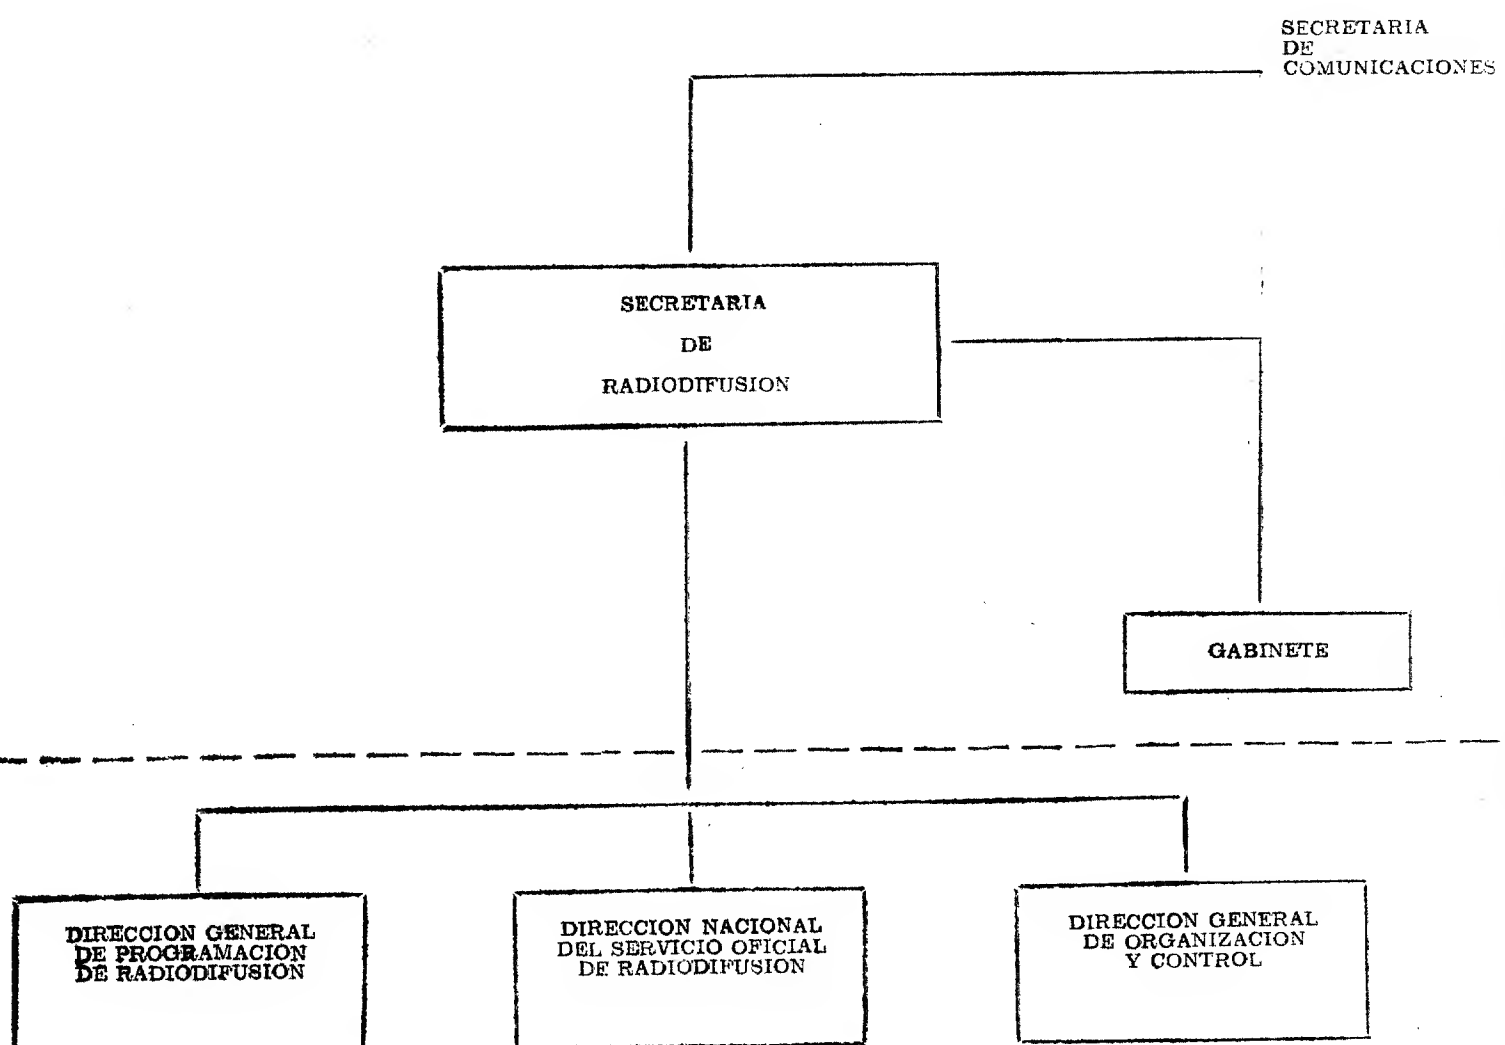 SECRETARIA
DE
COMUNICACIONES
SECRETARIA
DE
RADIODIFUSION
GABINETE
DIRECCION GENERAL
DE PROGRAMACION
DE RADIODIFUSION
DIRECCION NACIONAL
DEL SERVICIO OFICIAL
DE RADIODIFUSION
DIRECCION GENERAL
DE ORGANIZACION
Y CONTROL